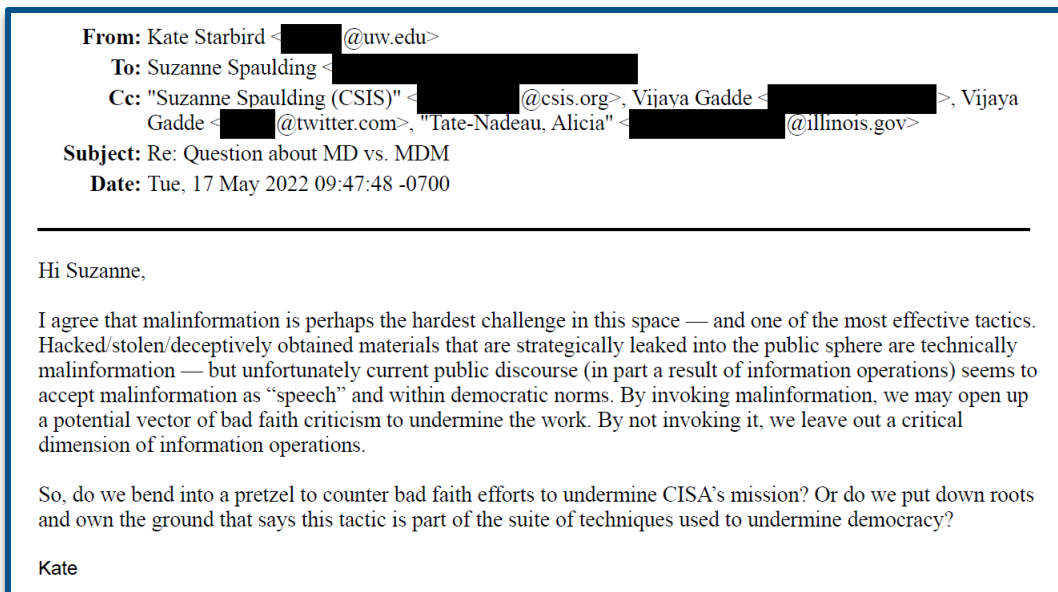 From: Kate Starbird < @uw.edu>
To: Suzanne Spaulding <
Cc: "Suzanne Spaulding (CSIS)" < @csis.org>, Vijaya Gadde < >, Vijaya
Gadde < @twitter.com>, "Tate-Nadeau, Alicia" < @illinois.gov>
Subject: Re: Question about MD vs. MDM
Date: Tue, 17 May 2022 09:47:48 -0700
Hi Suzanne,
I agree that malinformation is perhaps the hardest challenge in this space — and one of the most effective tactics.
Hacked/stolen/deceptively obtained materials that are strategically leaked into the public sphere are technically
malinformation — but unfortunately current public discourse (in part a result of information operations) seems to
accept malinformation as “speech” and within democratic norms. By invoking malinformation, we may open up
a potential vector of bad faith criticism to undermine the work. By not invoking it, we leave out a critical
dimension of information operations.
So, do we bend into a pretzel to counter bad faith efforts to undermine CISA’s mission? Or do we put down roots
and own the ground that says this tactic is part of the suite of techniques used to undermine democracy?
Kate